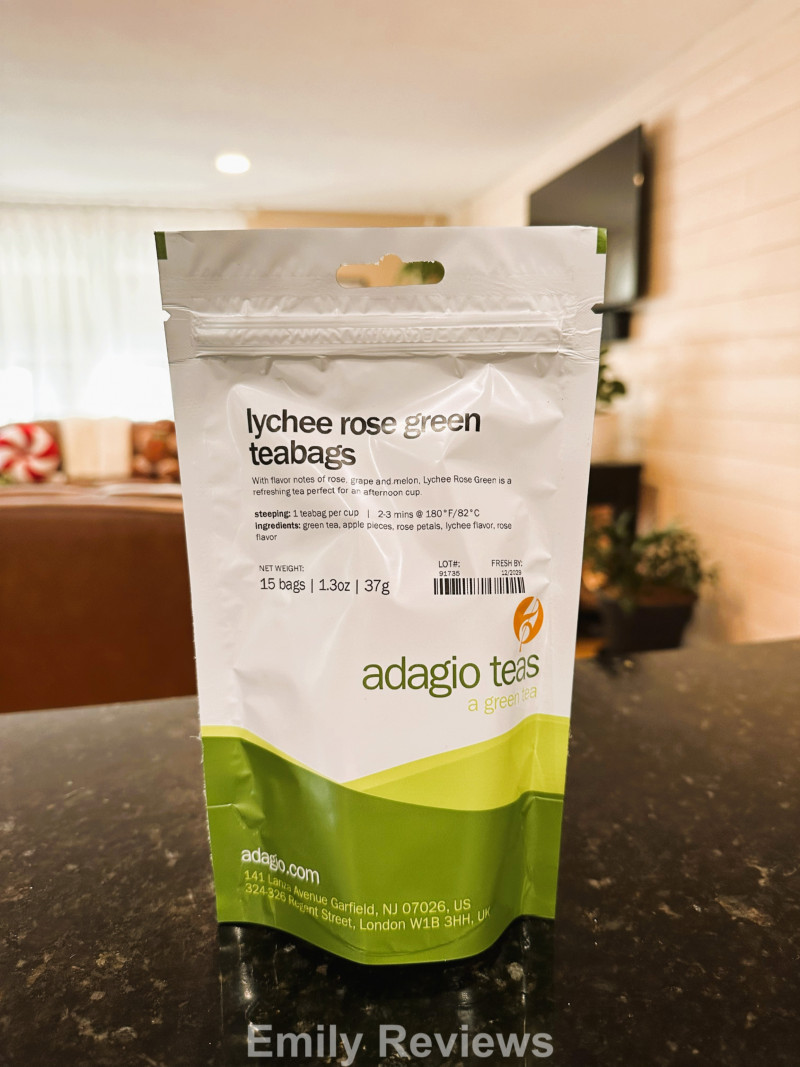 lychee rose green
teabags
With flavor notes of rose, grape and melon, Lychee Rose Green is a
refreshing tea perfect for an afternoon cup.
steeping: 1 teabag per cup | 2-3 mins @ 180°F/82°C
ingredients: green tea, apple pieces, rose petals, lychee flavor, rose
flavor
NET WEIGHT:
15 bags | 1.3oz | 37g
LOT#: FRESH BY:
91735 12/2029
adagio teas
a green tea
adagio.com
141 Lanza Avenue Garfield, NJ 07026, US
324-326 Regent Street, London W1B 3HH, UK
Emily Reviews